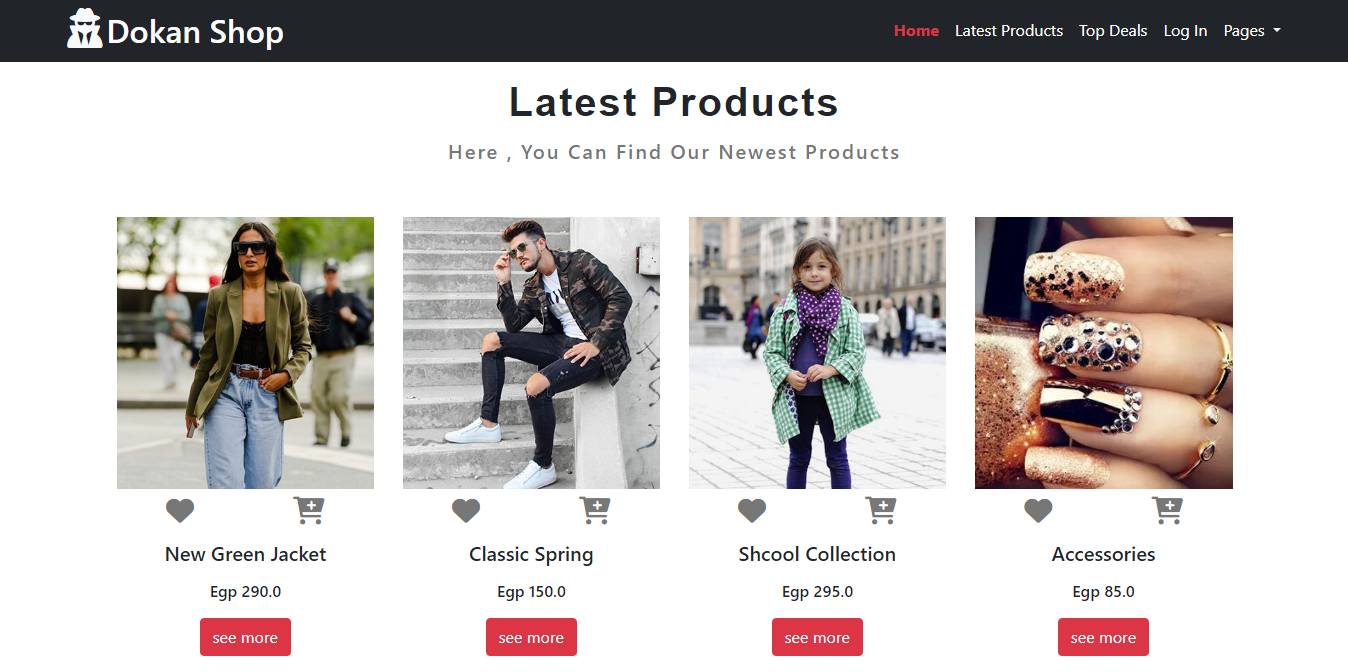 Dokan Shop
Home Latest Products Top Deals Log In Pages
Latest Products
Here , You Can Find Our Newest Products
New Green Jacket
Classic Spring
Shcool Collection
Accessories
Egp 290.0
Egp 150.0
Egp 295.0
Egp 85.0
see more
see more
see more
see more